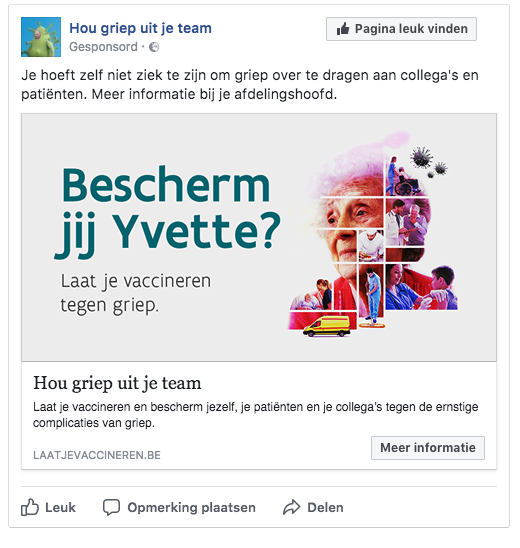 Hou griep uit je team
Gesponsord ·
Pagina leuk vinden
Je hoeft zelf niet ziek te zijn om griep over te dragen aan collega's en
patiënten. Meer informatie bij je afdelingshoofd.
Bescherm
jij Yvette?
Laat je vaccineren
tegen griep.
Hou griep uit je team
Laat je vaccineren en bescherm jezelf, je patiënten en je collega's tegen de ernstige
complicaties van griep.
LAATJEVACCINEREN.BE
Meer informatie
Leuk
Opmerking plaatsen
Delen